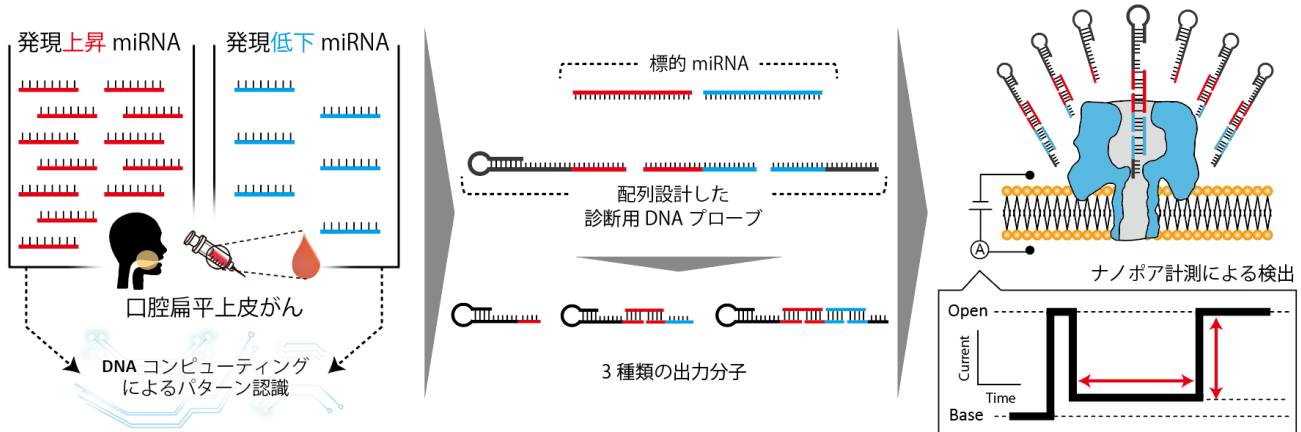 発現上昇 miRNA
発現低下 miRNA
口腔扁平上皮がん
DNA コンピューティング
によるパターン認識
標的 miRNA
配列設計した
診断用 DNA プローブ
3 種類の出力分子
A
ナノポア計測による検出
Open
Current
Time
Base